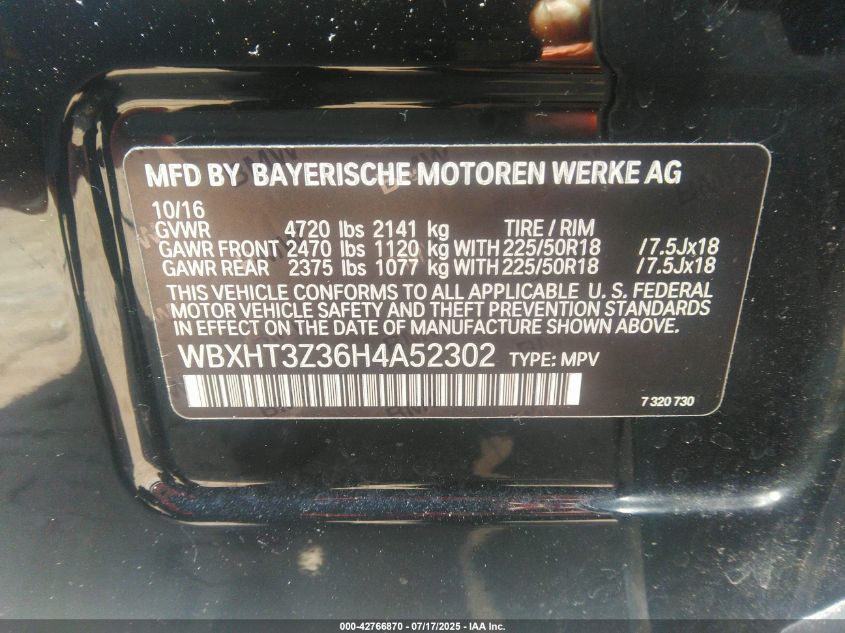 MFD BY BAYERISCHE MOTOREN WERKE AG
10/16
GVWR 4720 lbs 2141 kg TIRE / RIM
GAWR FRONT 2470 lbs 1120 kg WITH 225/50R18 /7.5Jx18
GAWR REAR 2375 lbs 1077 kg WITH 225/50R18 /7.5Jx18
THIS VEHICLE CONFORMS TO ALL APPLICABLE U. S. FEDERAL
MOTOR VEHICLE SAFETY AND THEFT PREVENTION STANDARDS
IN EFFECT ON THE DATE OF MANUFACTURE SHOWN ABOVE.
WBXHT3Z36H4A52302 TYPE: MPV
7 320 730
000-42766870 - 07/17/2025 - IAA Inc.